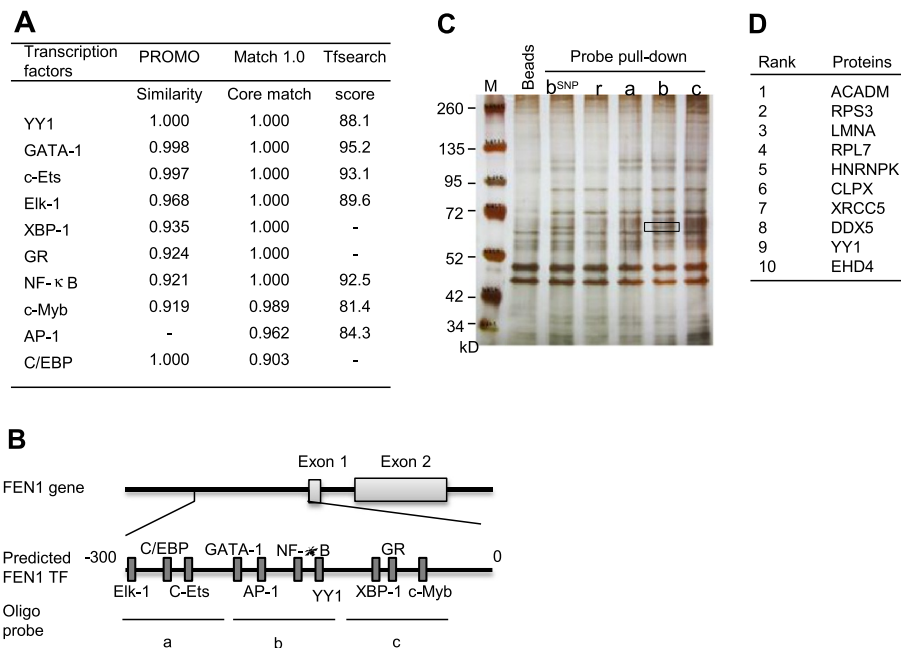 A
Transcription factors PROMO Match 1.0 Tfsearch
Similarity Core match score
YY1 1.000 1.000 88.1
GATA-1 0.998 1.000 95.2
c-Ets 0.997 1.000 93.1
Elk-1 0.968 1.000 89.6
XBP-1 0.935 1.000 -
GR 0.924 1.000 -
NF-κB 0.921 1.000 92.5
c-Myb 0.919 0.989 81.4
AP-1 - 0.962 84.3
C/EBP 1.000 0.903 -
B
Exon 1 Exon 2
FEN1 gene
C/EBP GATA-1 NF-κB GR
Predicted FEN1 TF -300 0
Elk-1 C-Ets AP-1 YY1 XBP-1 c-Myb
Oligo probe
a b c
C
Probe pull-down
M Beads bSNP r a b c
260
135
95
72
52
42
34
kD
D
Rank Proteins
1 ACADM
2 RPS3
3 LMNA
4 RPL7
5 HNRNPK
6 CLPX
7 XRCC5
8 DDX5
9 YY1
10 EHD4